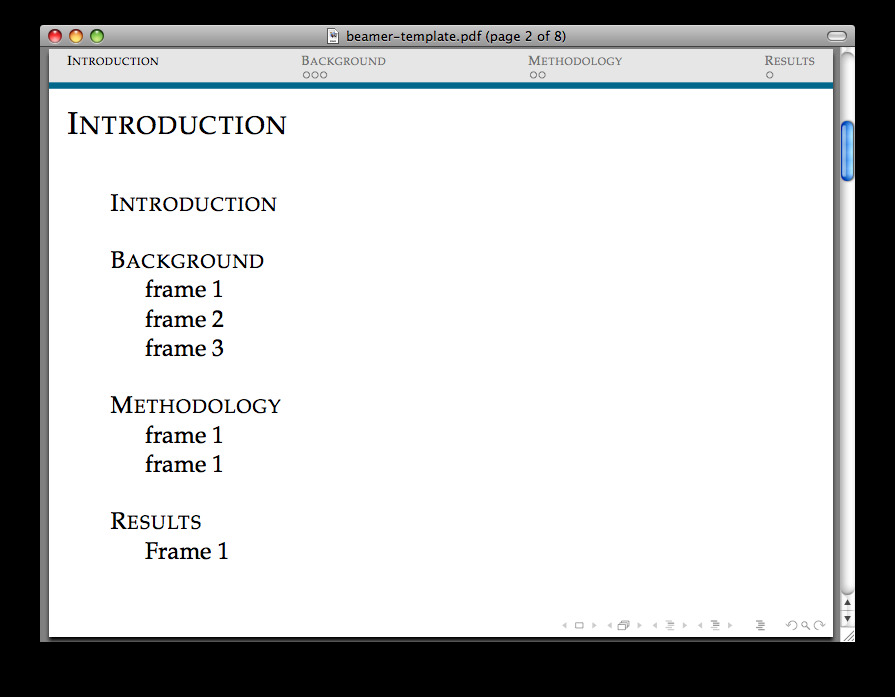 beamer-template.pdf (page 2 of 8)
Introduction Background Methodology Results
Introduction
Introduction
Background
frame 1
frame 2
frame 3
Methodology
frame 1
frame 1
Results
Frame 1